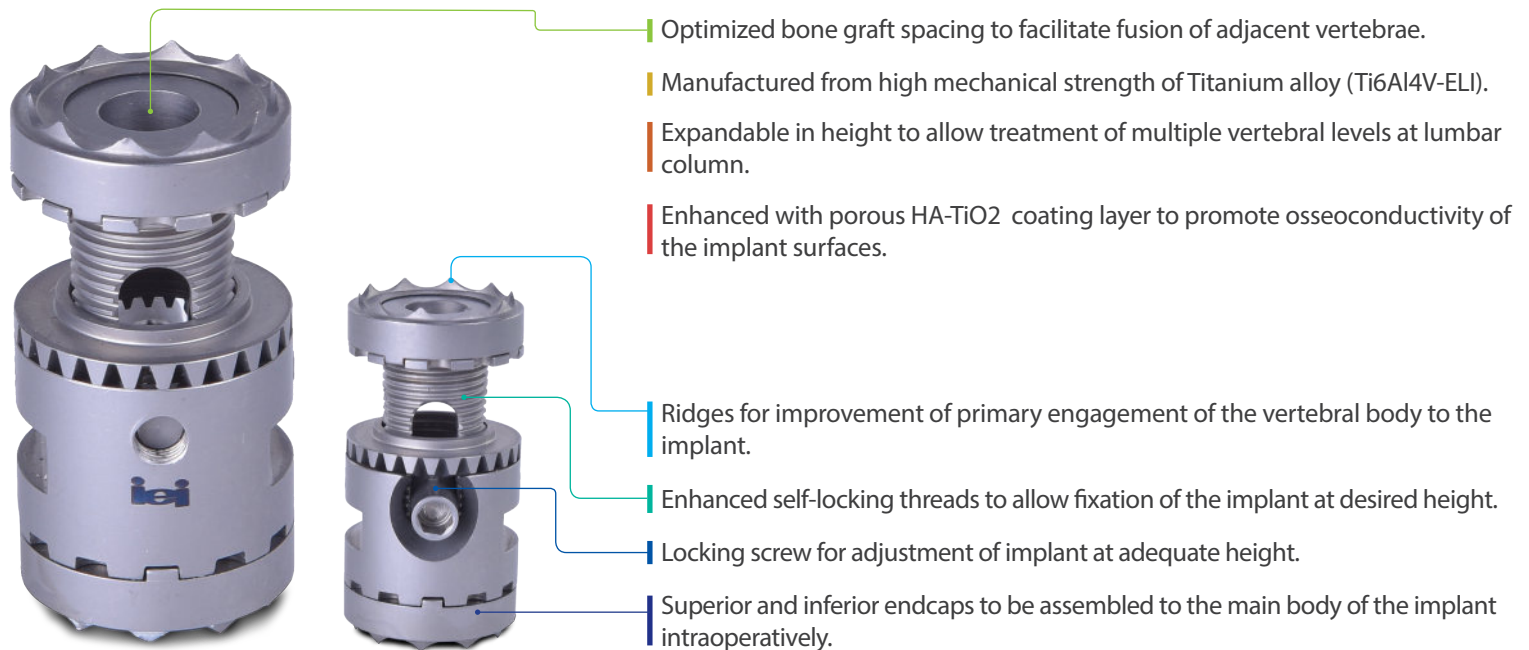 Optimized bone graft spacing to facilitate fusion of adjacent vertebrae.
Manufactured from high mechanical strength of Titanium alloy (Ti6Al4V-ELI).
Expandable in height to allow treatment of multiple vertebral levels at lumbar
column.
Enhanced with porous HA-TiO2 coating layer to promote osseoconductivity of
the implant surfaces.
Ridges for improvement of primary engagement of the vertebral body to the
implant.
Enhanced self-locking threads to allow fixation of the implant at desired height.
Locking screw for adjustment of implant at adequate height.
Superior and inferior endcaps to be assembled to the main body of the implant
intraoperatively.
iei